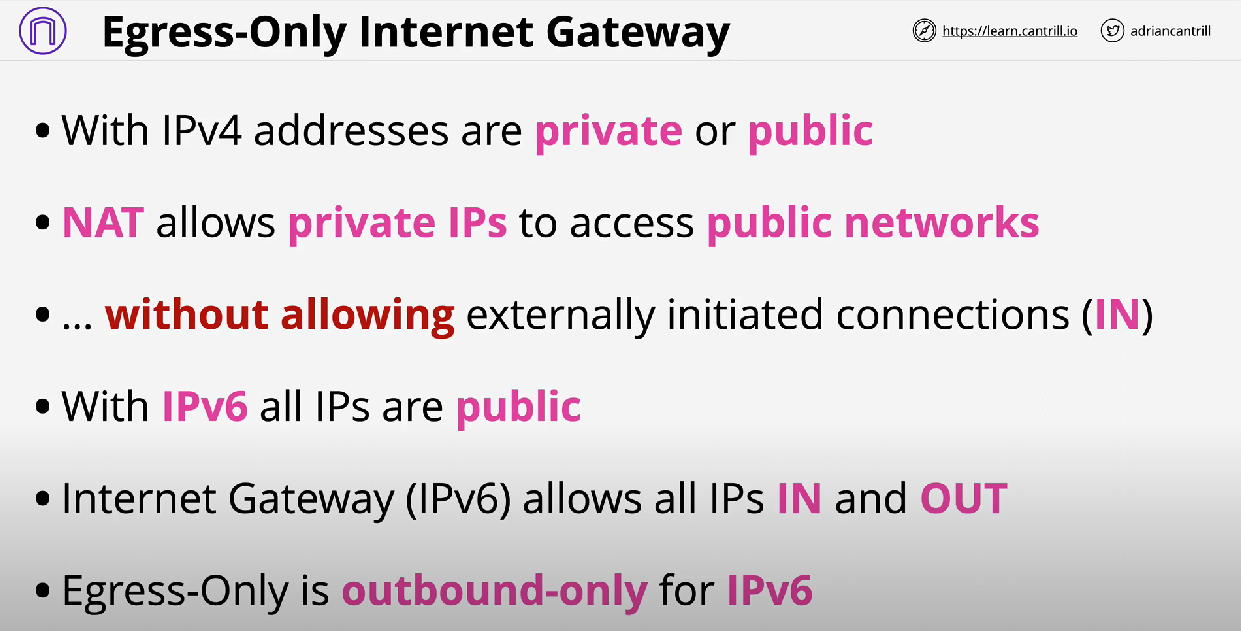 Egress-Only Internet Gateway
https://learn.cantrill.io
adriancantrill
• With IPv4 addresses are private or public
• NAT allows private IPs to access public networks
• ... without allowing externally initiated connections (IN)
• With IPv6 all IPs are public
• Internet Gateway (IPv6) allows all IPs IN and OUT
• Egress-Only is outbound-only for IPv6